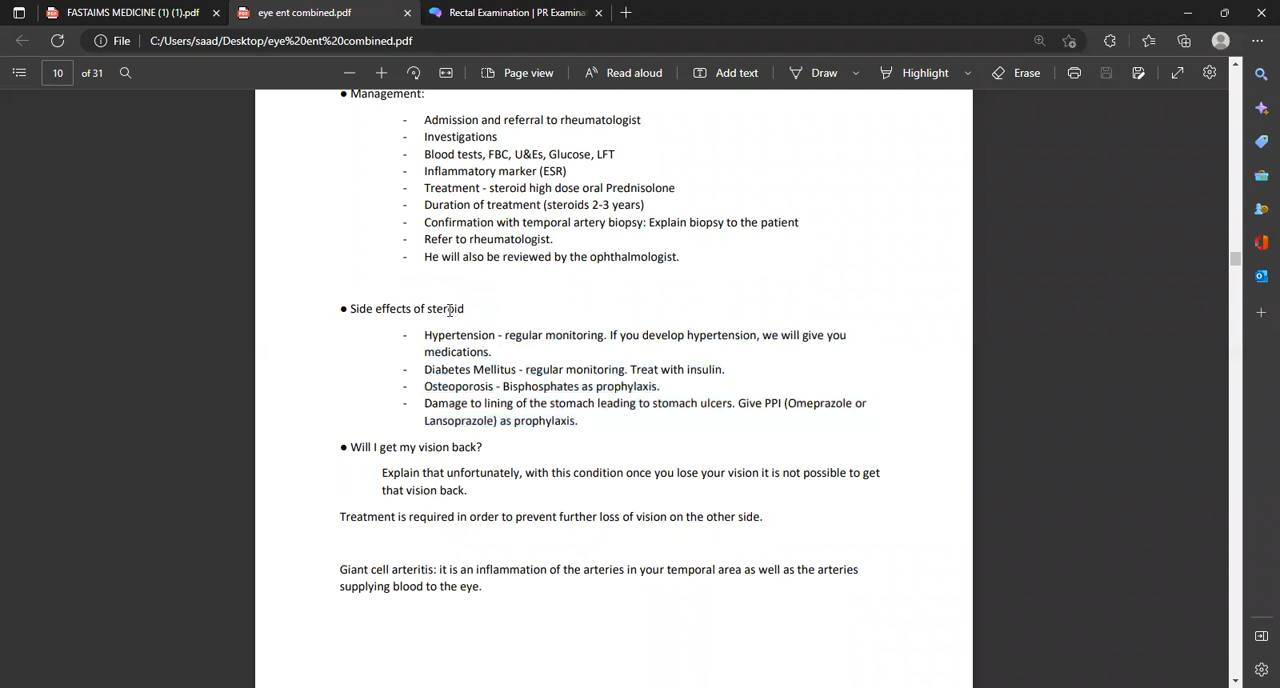 FASTAIMS MEDICINE (1) (1).pdf
eye ent combined.pdf
Rectal Examination | PR Examina
File
C:/Users/saad/Desktop/eye%20ent%20combined.pdf
10 of 31
Page view
Read aloud
Add text
Draw
Highlight
Erase
● Management:
- Admission and referral to rheumatologist
- Investigations
- Blood tests, FBC, U&Es, Glucose, LFT
- Inflammatory marker (ESR)
- Treatment - steroid high dose oral Prednisolone
- Duration of treatment (steroids 2-3 years)
- Confirmation with temporal artery biopsy: Explain biopsy to the patient
- Refer to rheumatologist.
- He will also be reviewed by the ophthalmologist.
● Side effects of steroid
- Hypertension - regular monitoring. If you develop hypertension, we will give you
medications.
- Diabetes Mellitus - regular monitoring. Treat with insulin.
- Osteoporosis - Bisphosphates as prophylaxis.
- Damage to lining of the stomach leading to stomach ulcers. Give PPI (Omeprazole or
Lansoprazole) as prophylaxis.
● Will I get my vision back?
Explain that unfortunately, with this condition once you lose your vision it is not possible to get
that vision back.
Treatment is required in order to prevent further loss of vision on the other side.
Giant cell arteritis: it is an inflammation of the arteries in your temporal area as well as the arteries
supplying blood to the eye.